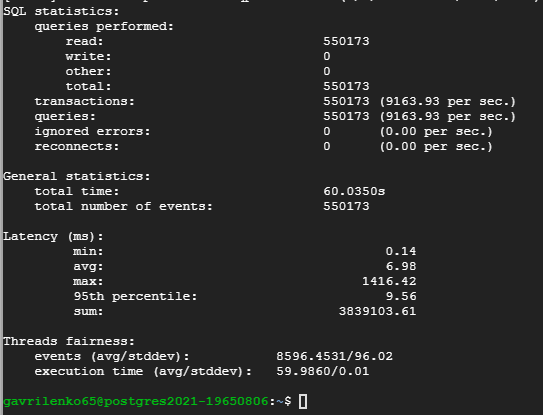 SQL statistics:
queries performed:
read: 550173
write: 0
other: 0
total: 550173
transactions: 550173 (9163.93 per sec.)
queries: 550173 (9163.93 per sec.)
ignored errors: 0 (0.00 per sec.)
reconnects: 0 (0.00 per sec.)
General statistics:
total time: 60.0350s
total number of events: 550173
Latency (ms):
min: 0.14
avg: 6.98
max: 1416.42
95th percentile: 9.56
sum: 3839103.61
Threads fairness:
events (avg/stddev): 8596.4531/96.02
execution time (avg/stddev): 59.9860/0.01
gavrilenko65@postgres2021-19650806:~$